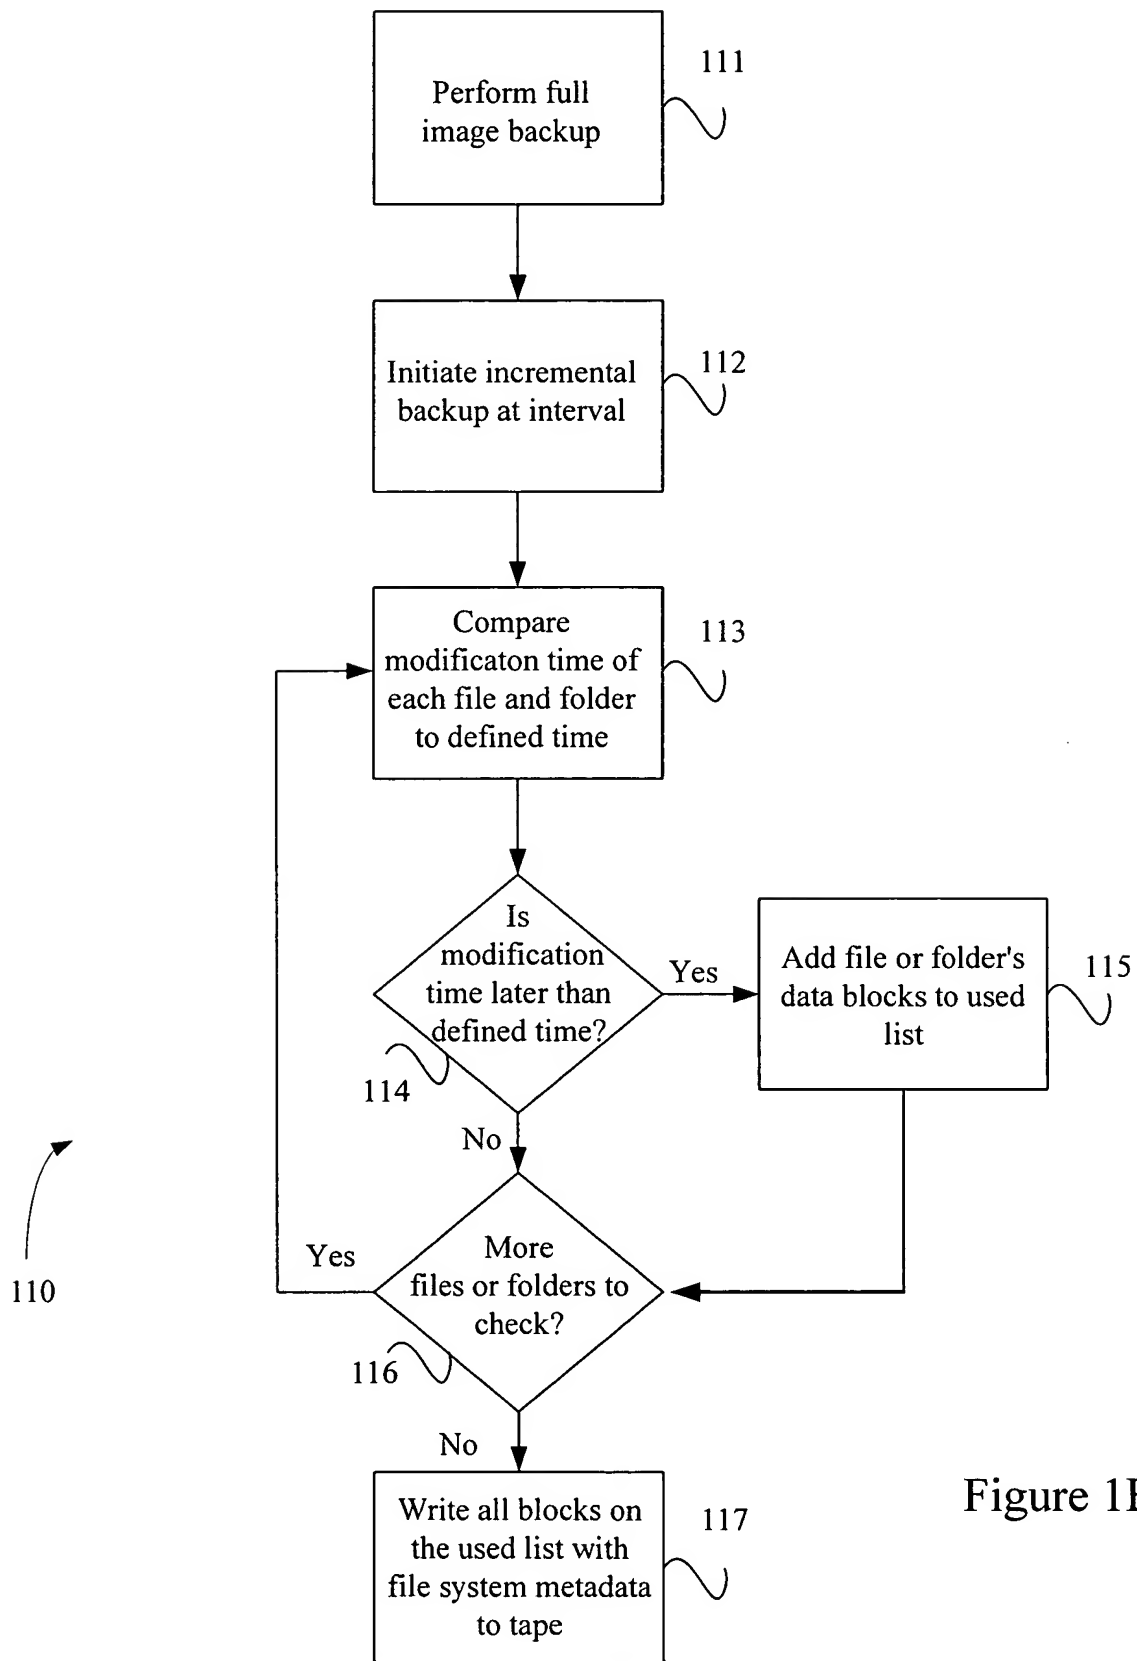 Perform full
image backup
111
Initiate incremental
backup at interval
112
Compare
modificaton time of
each file and folder
to defined time
113
Is
modification
time later than
defined time?
114
Yes
Add file or folder's
data blocks to used
list
115
No
More
files or folders to
check?
116
Yes
110
No
Write all blocks on
the used list with
file system metadata
to tape
117
Figure